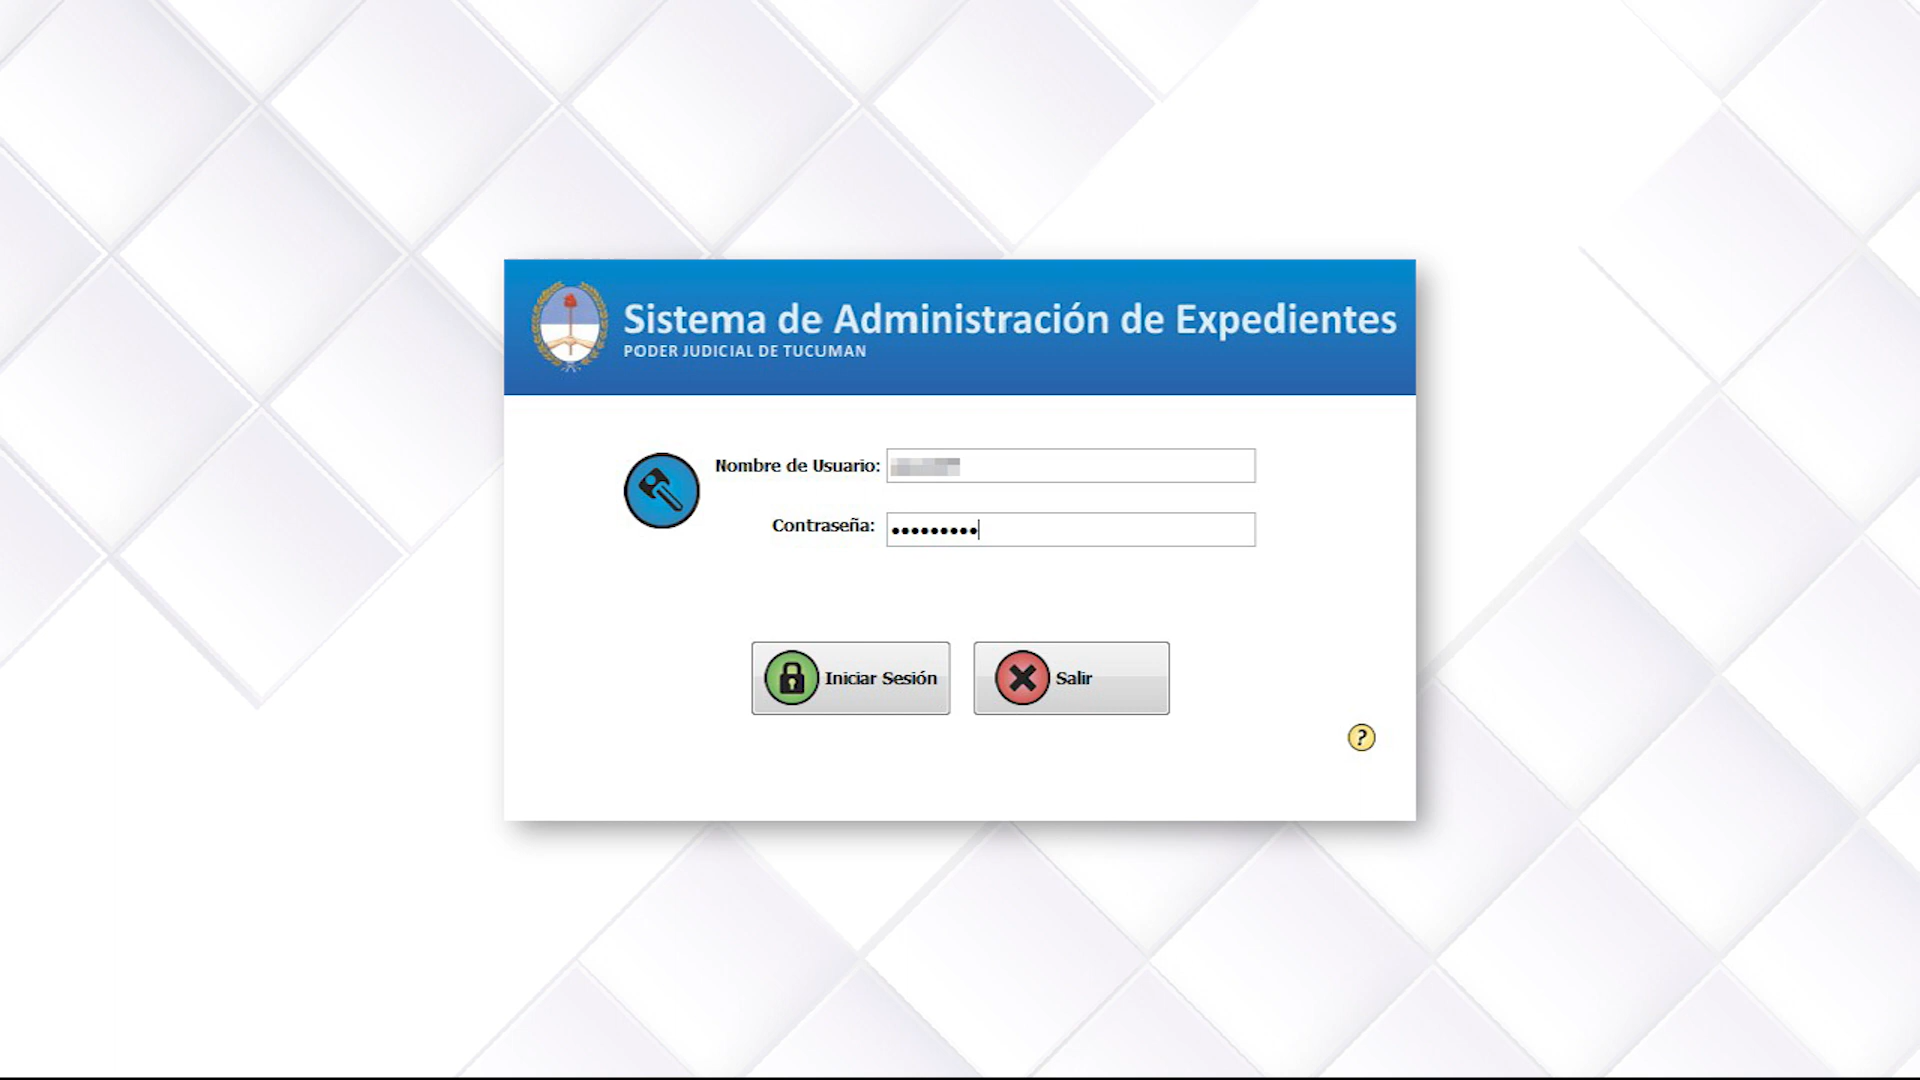 Sistema de Administración de Expedientes
PODER JUDICIAL DE TUCUMAN
Nombre de Usuario:
Contraseña: •••••••••
Iniciar Sesión
Salir
?